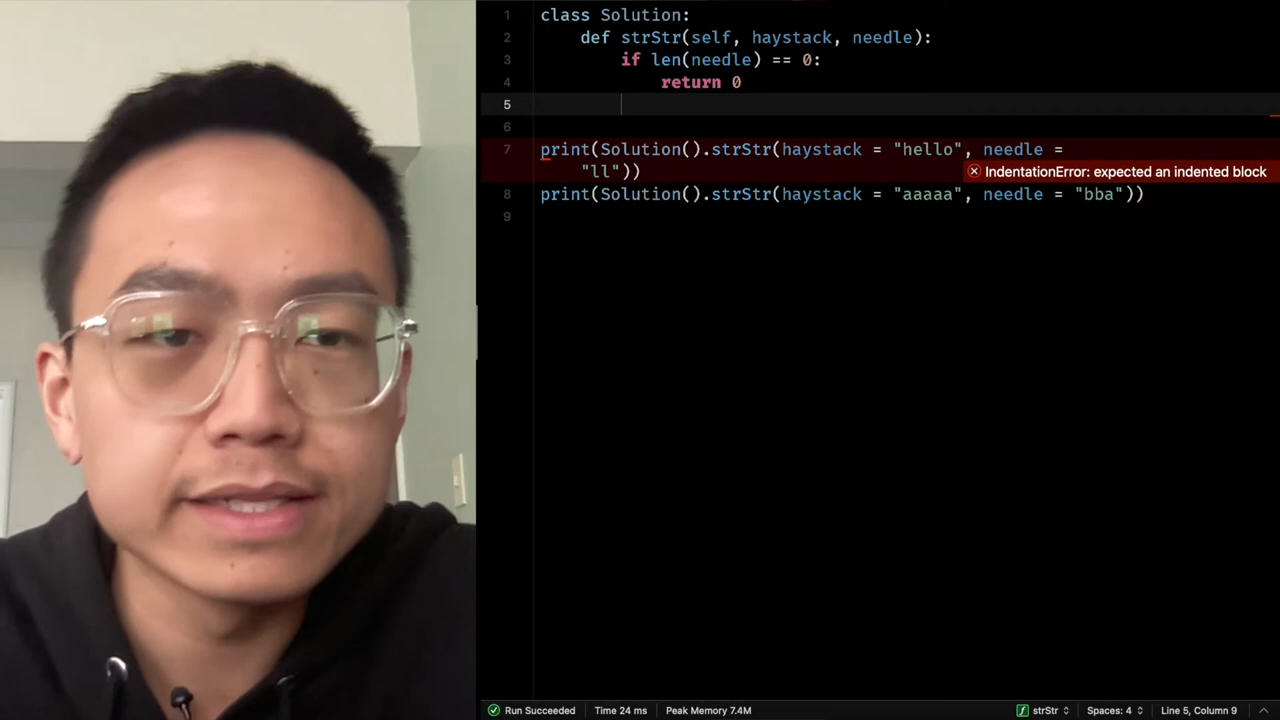 1 class Solution:
2 def strStr(self, haystack, needle):
3 if len(needle) == 0:
4 return 0
5
6
7 print(Solution().strStr(haystack = "hello", needle =
"ll"))
IndentationError: expected an indented block
8 print(Solution().strStr(haystack = "aaaaa", needle = "bba"))
9
Run Succeeded Time 24 ms Peak Memory 7.4M strStr Spaces: 4 Line 5, Column 9